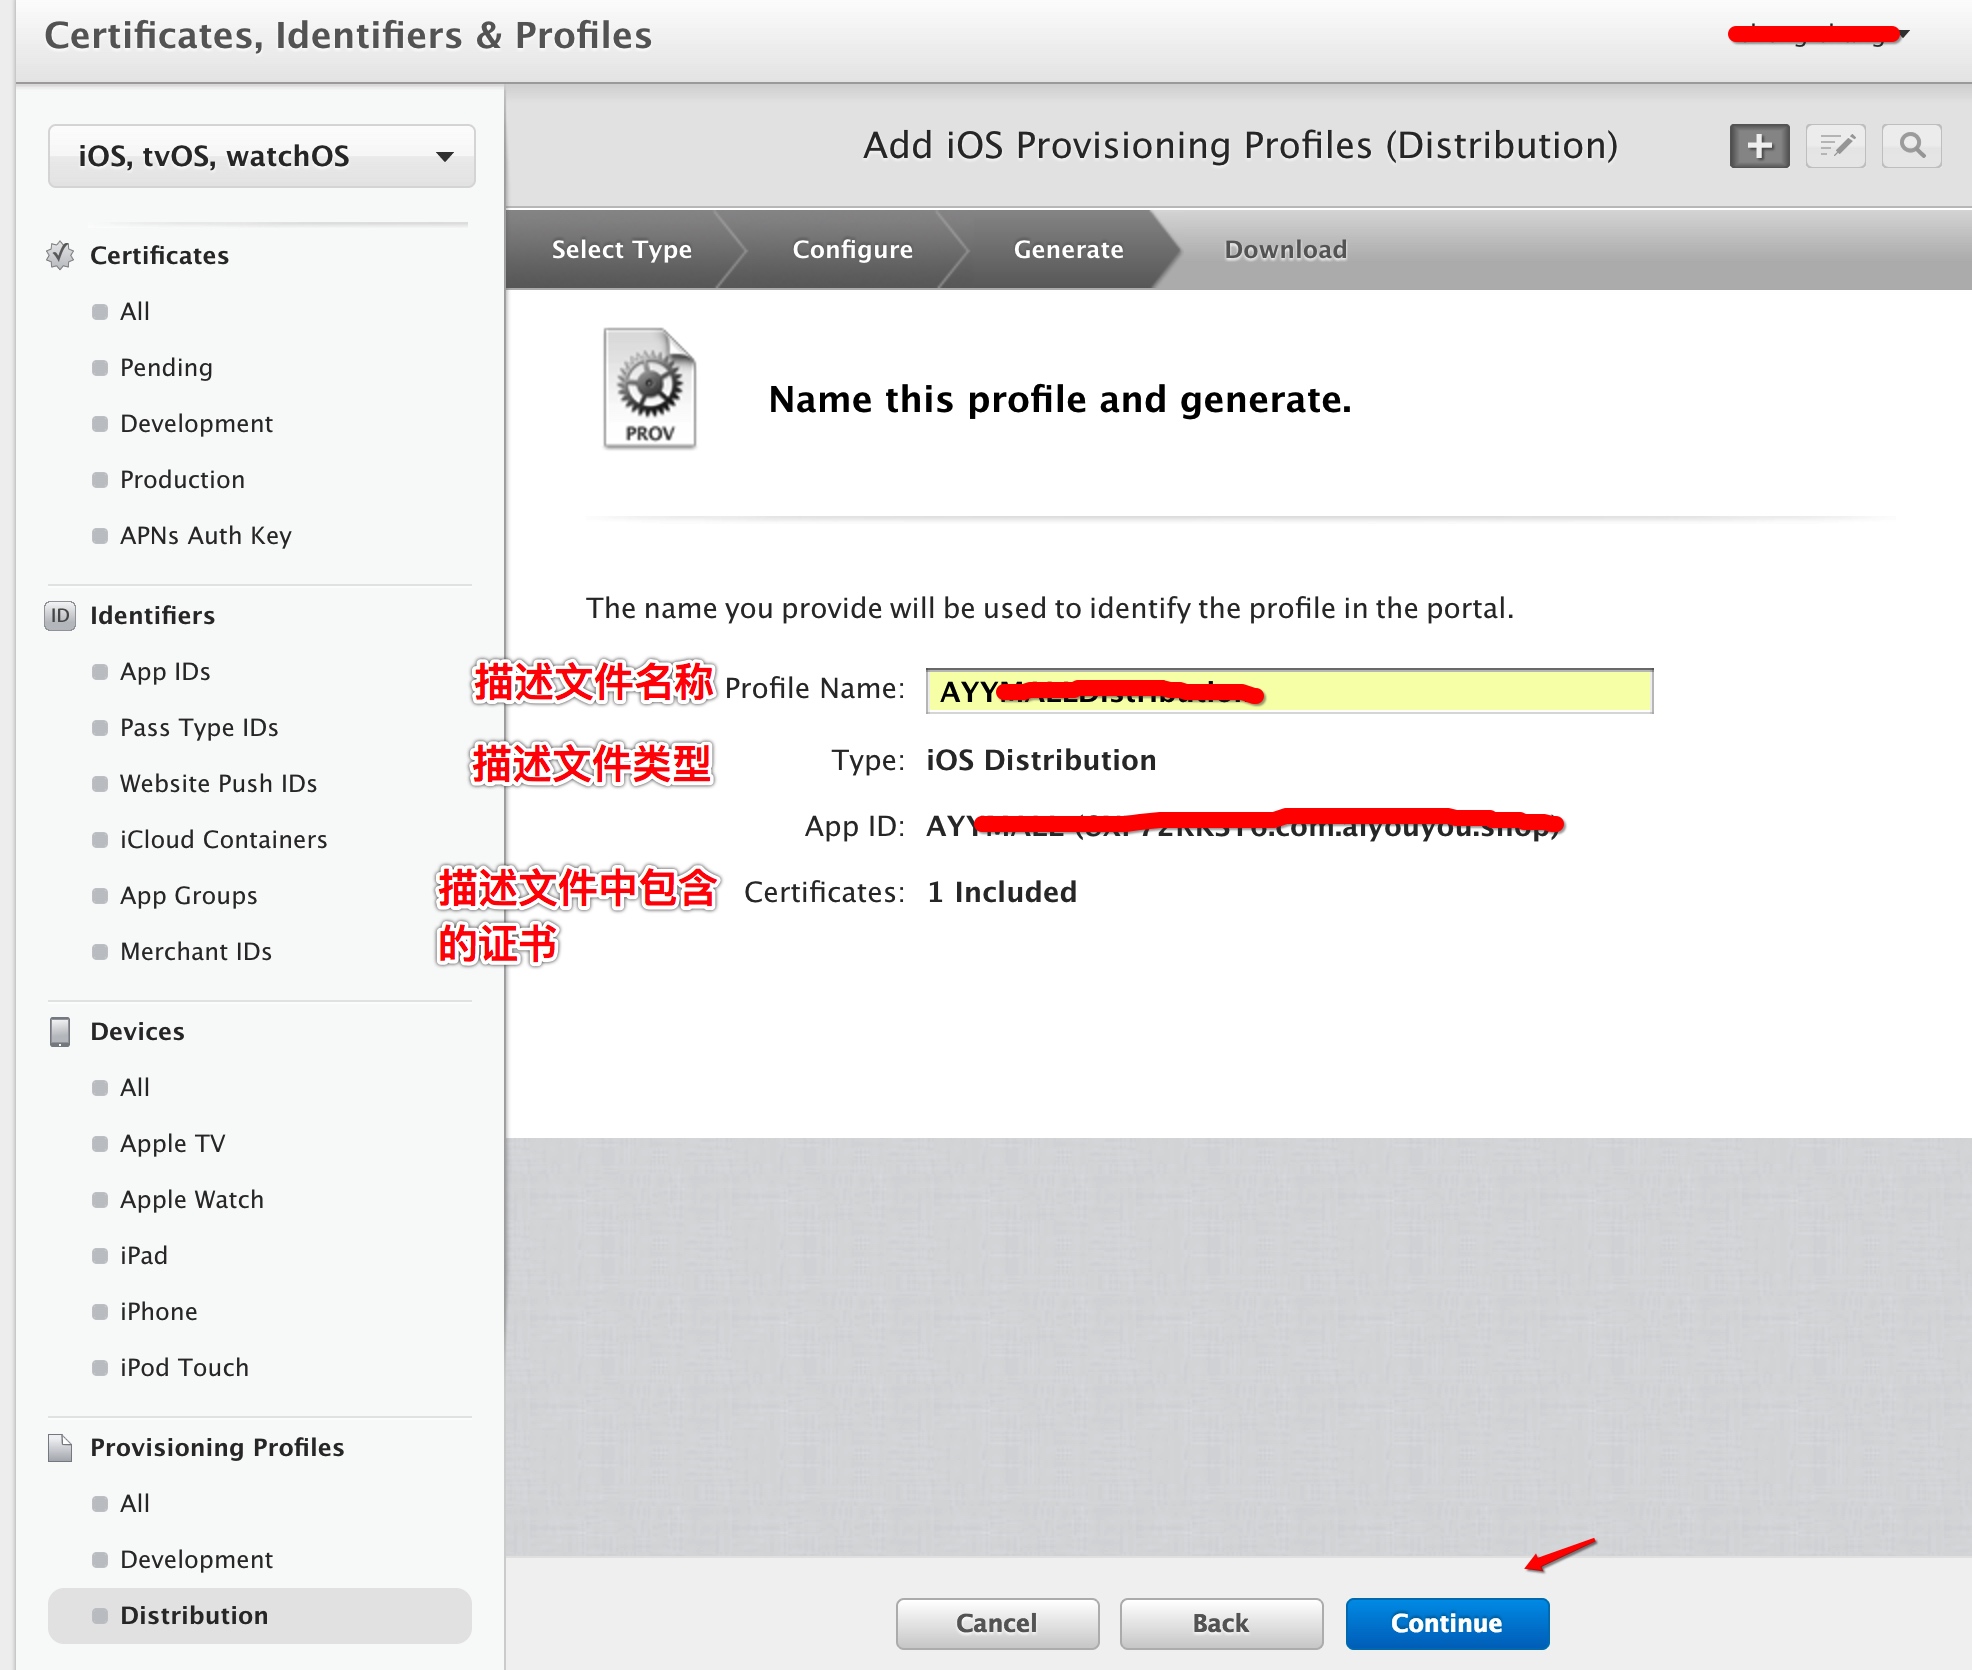 Certificates, Identifiers & Profiles
iOS, tvOS, watchOS
Add iOS Provisioning Profiles (Distribution)
Select Type
Configure
Generate
Download
Certificates
All
Pending
Development
Production
APNs Auth Key
Identifiers
ID
App IDs
Pass Type IDs
Website Push IDs
iCloud Containers
App Groups
Merchant IDs
Devices
All
Apple TV
Apple Watch
iPad
iPhone
iPod Touch
Provisioning Profiles
All
Development
Distribution
PROV
Name this profile and generate.
The name you provide will be used to identify the profile in the portal.
描述文件名称 Profile Name:
描述文件类型 Type: iOS Distribution
App ID:
描述文件中包含 Certificates: 1 Included
的证书
Cancel
Back
Continue